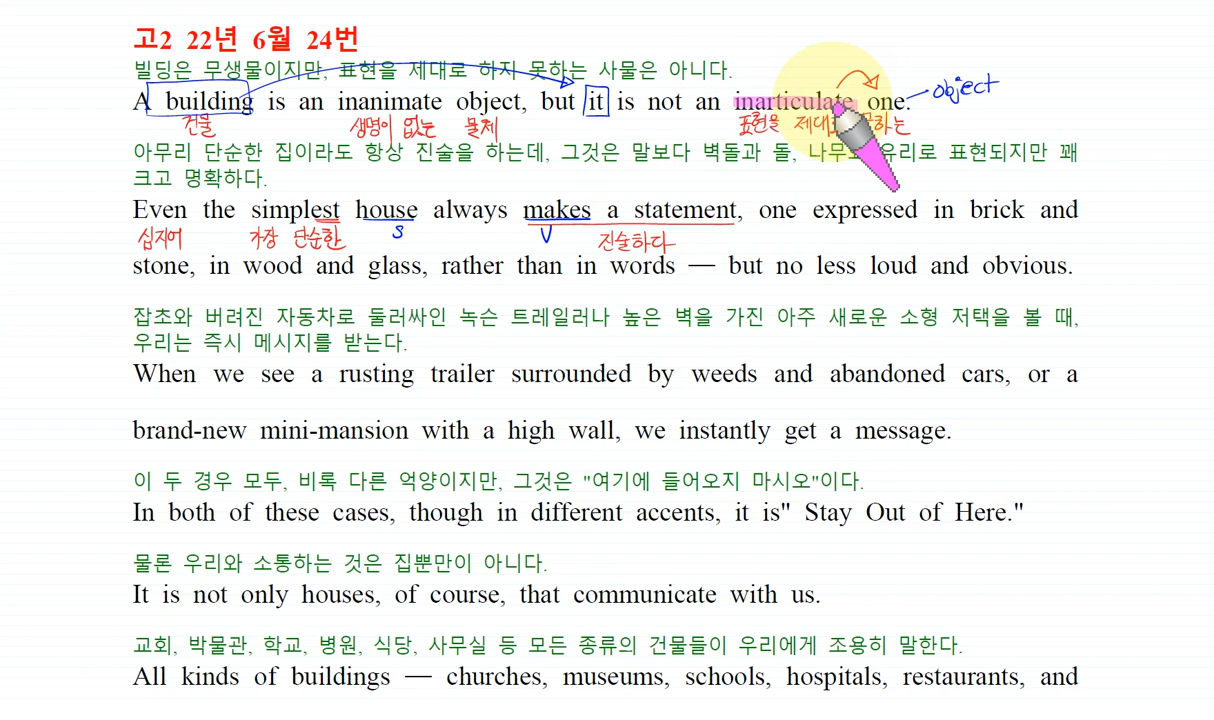 고2 22년 6월 24번
빌딩은 무생물이지만, 표현을 제대로 하지 못하는 사물은 아니다.
A building is an inanimate object, but it is not an inarticulate one. object
건물 생명이 없는 물체 표현을 하는
아무리 단순한 집이라도 항상 진술을 하는데, 그것은 말보다 벽돌과 돌, 유리로 표현되지만 꽤
크고 명확하다.
Even the simplest house always makes a statement, one expressed in brick and
심지어 가장 단순한 S V 진술하다
stone, in wood and glass, rather than in words — but no less loud and obvious.
잡초와 버려진 자동차로 둘러싸인 녹슨 트레일러나 높은 벽을 가진 아주 새로운 소형 저택을 볼 때,
우리는 즉시 메시지를 받는다.
When we see a rusting trailer surrounded by weeds and abandoned cars, or a
brand-new mini-mansion with a high wall, we instantly get a message.
이 두 경우 모두, 비록 다른 억양이지만, 그것은 "여기에 들어오지 마시오"이다.
In both of these cases, though in different accents, it is" Stay Out of Here."
물론 우리와 소통하는 것은 집뿐만이 아니다.
It is not only houses, of course, that communicate with us.
교회, 박물관, 학교, 병원, 식당, 사무실 등 모든 종류의 건물들이 우리에게 조용히 말한다.
All kinds of buildings — churches, museums, schools, hospitals, restaurants, and